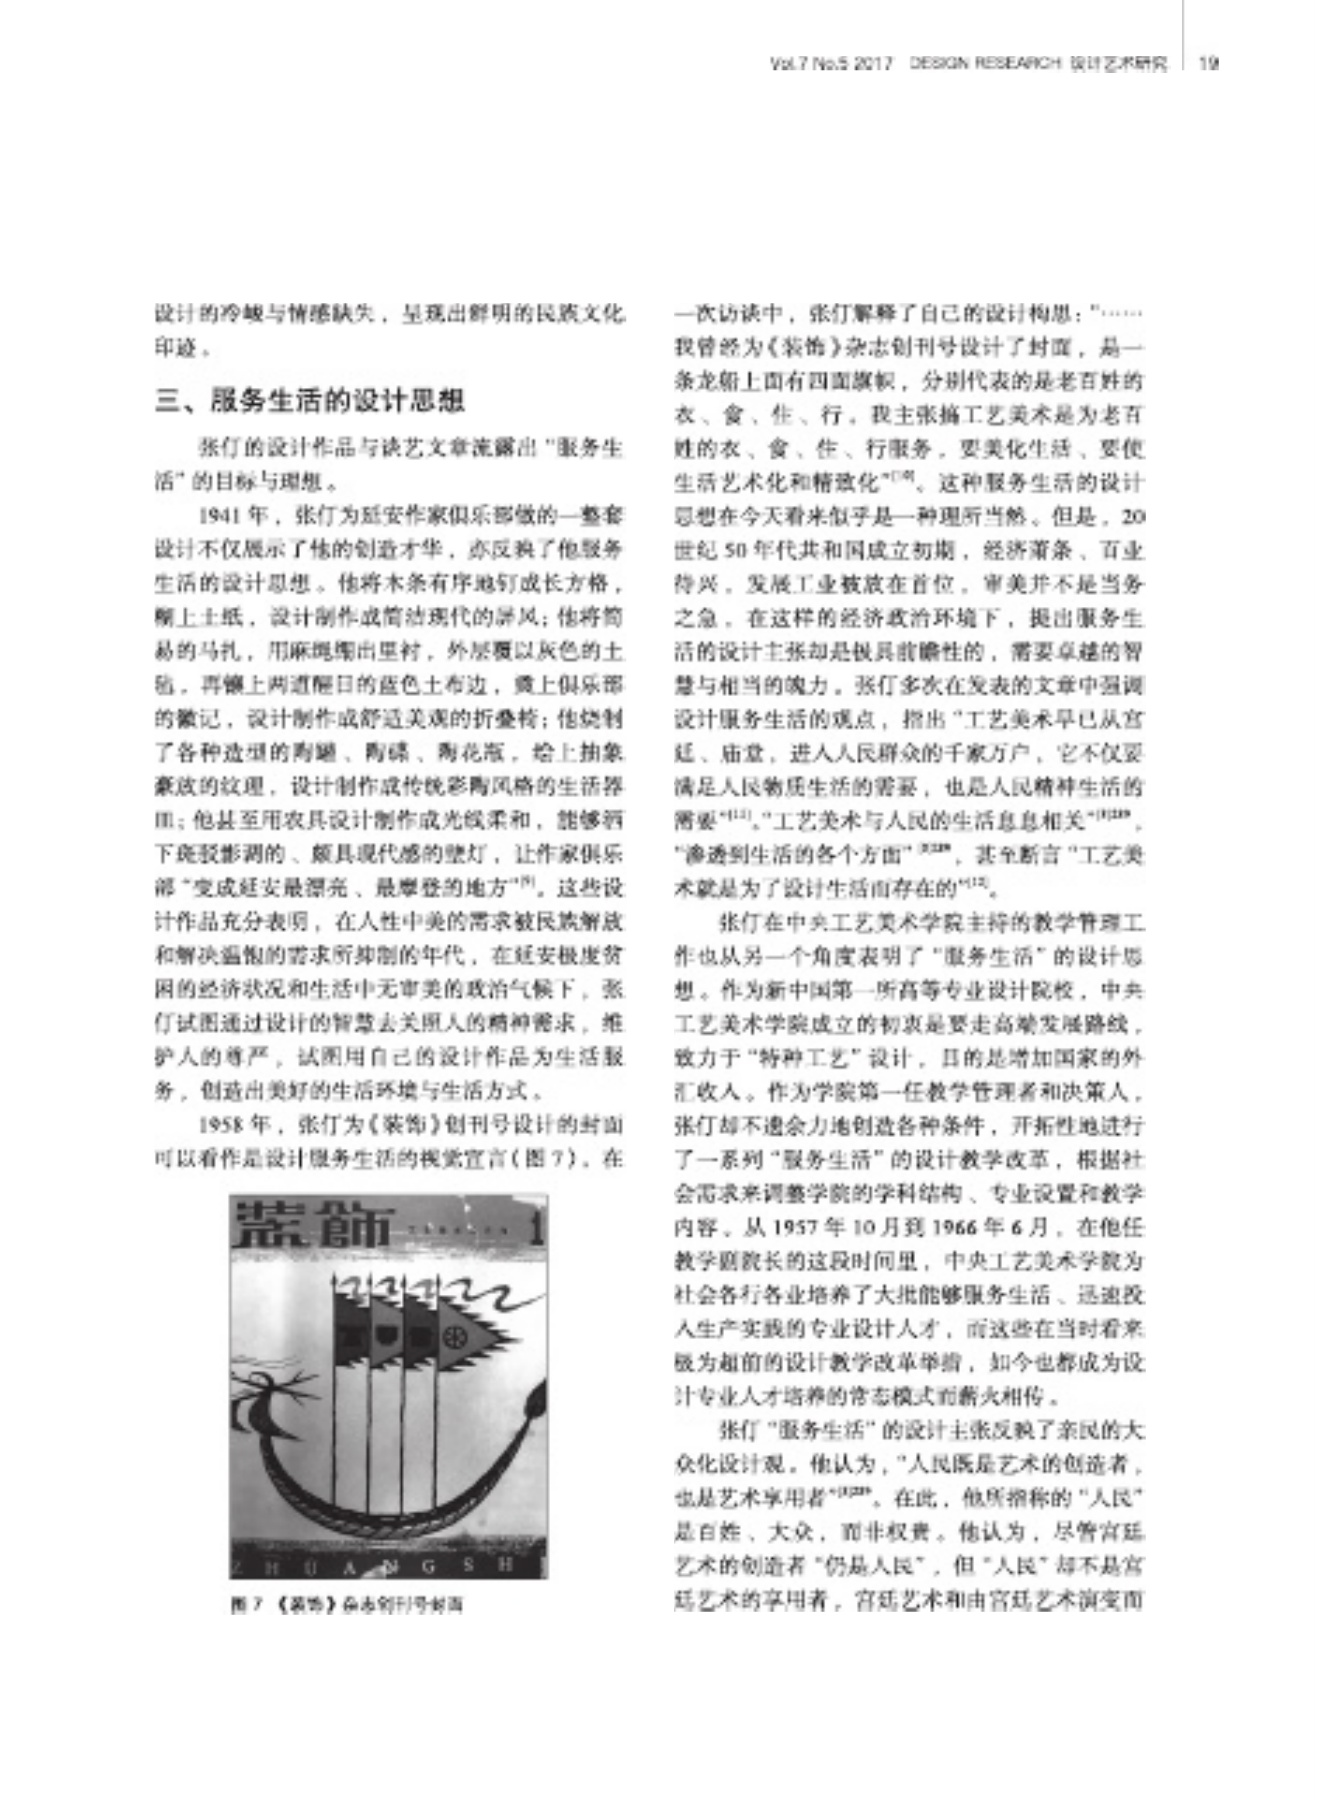 Vol.7 No.5 2017 DESIGN RESEARCH 设计艺术研究 19
设计的冷峻与情感缺失，呈现出鲜明的民族文化
印迹。
三、服务生活的设计思想
张仃的设计作品与谈艺文章流露出“服务生
活”的目标与理想。
1941 年，张仃为延安作家俱乐部做的一整套
设计不仅展示了他的创造才华，亦反映了他服务
生活的设计思想。他将木条有序地钉成长方格，
糊上土纸，设计制作成简洁现代的屏风；他将简
易的马扎，用麻绳绷出里衬，外层覆以灰色的土
毡，再镶上两道醒目的蓝色土布边，贴上俱乐部
的徽记，设计制作成舒适美观的折叠椅；他烧制
了各种造型的陶罐、陶碟、陶花瓶，绘上抽象
豪放的纹理，设计制作成传统彩陶风格的生活器
皿；他甚至用农具设计制作成光线柔和，能够洒
下斑驳影调的、颇具现代感的壁灯，让作家俱乐
部“变成延安最漂亮、最摩登的地方”[9]。这些设
计作品充分表明，在人性中美的需求被民族解放
和解决温饱的需求所抑制的年代，在延安极度贫
困的经济状况和生活中无审美的政治气候下，张
仃试图通过设计的智慧去关照人的精神需求，维
护人的尊严，试图用自己的设计作品为生活服
务，创造出美好的生活环境与生活方式。
1958 年，张仃为《装饰》创刊号设计的封面
可以看作是设计服务生活的视觉宣言（图 7）。在
装飾 1
ZHUANGSHI
图 7 《装饰》杂志创刊号封面
一次访谈中，张仃解释了自己的设计构思：“……
我曾经为《装饰》杂志创刊号设计了封面，是一
条龙船上面有四面旗帜，分别代表的是老百姓的
衣、食、住、行。我主张搞工艺美术是为老百
姓的衣、食、住、行服务，要美化生活、要使
生活艺术化和精致化”[10]。这种服务生活的设计
思想在今天看来似乎是一种理所当然。但是，20
世纪 50 年代共和国成立初期，经济萧条、百业
待兴，发展工业被放在首位，审美并不是当务
之急。在这样的经济政治环境下，提出服务生
活的设计主张却是极具前瞻性的，需要卓越的智
慧与相当的魄力。张仃多次在发表的文章中强调
设计服务生活的观点，指出“工艺美术早已从宫
廷、庙堂，进入人民群众的千家万户，它不仅要
满足人民物质生活的需要，也是人民精神生活的
需要”[11]。“工艺美术与人民的生活息息相关”，
“渗透到生活的各个方面”，甚至断言“工艺美
术就是为了设计生活而存在的”[12]。
张仃在中央工艺美术学院主持的教学管理工
作也从另一个角度表明了“服务生活”的设计思
想。作为新中国第一所高等专业设计院校，中央
工艺美术学院成立的初衷是要走高端发展路线，
致力于“特种工艺”设计，目的是增加国家的外
汇收入。作为学院第一任教学管理者和决策人，
张仃却不遗余力地创造各种条件，开拓性地进行
了一系列“服务生活”的设计教学改革，根据社
会需求来调整学院的学科结构、专业设置和教学
内容。从 1957 年 10 月到 1966 年 6 月，在他任
教学副院长的这段时间里，中央工艺美术学院为
社会各行各业培养了大批能够服务生活、迅速投
入生产实践的专业设计人才，而这些在当时看来
极为超前的设计教学改革举措，如今也都成为设
计专业人才培养的常态模式而薪火相传。
张仃“服务生活”的设计主张反映了亲民的大
众化设计观。他认为，“人民既是艺术的创造者，
也是艺术享用者”。在此，他所指称的“人民”
是百姓、大众，而非权贵。他认为，尽管宫廷
艺术的创造者“仍是人民”，但“人民”却不是宫
廷艺术的享用者，宫廷艺术和由宫廷艺术演变而